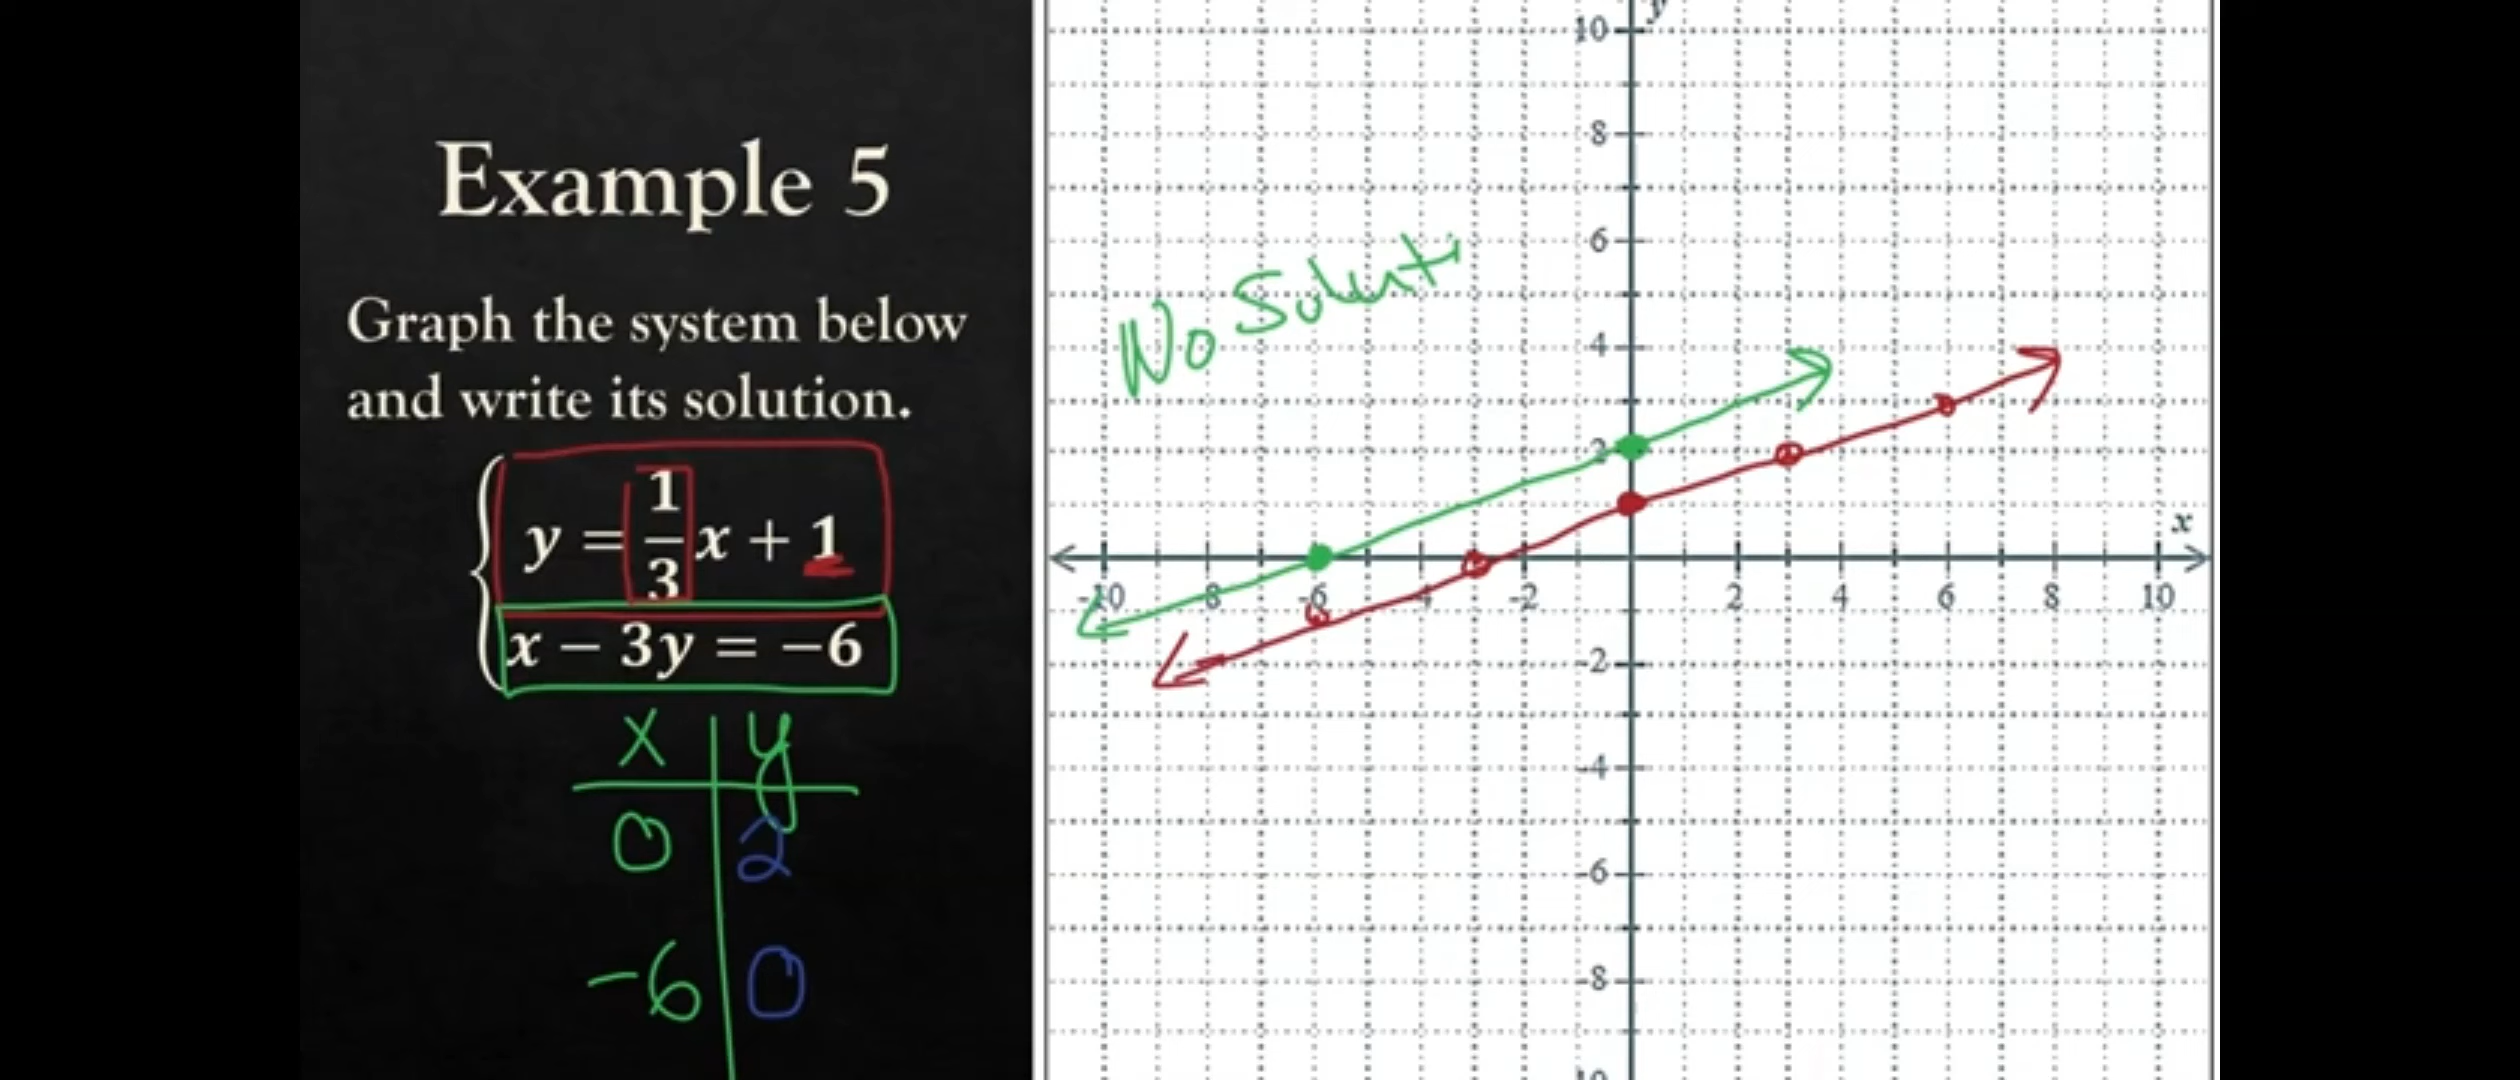 Example 5
Graph the system below
and write its solution.
y = 1/3 x + 1
x − 3y = −6
x y
0 2
-6 0
No Soluti
y
10
8
6
4
2
x
-10 -8 -6 -4 -2 2 4 6 8 10
-2
-4
-6
-8